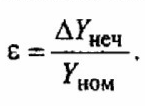 ε = ΔYнеч / Yном.